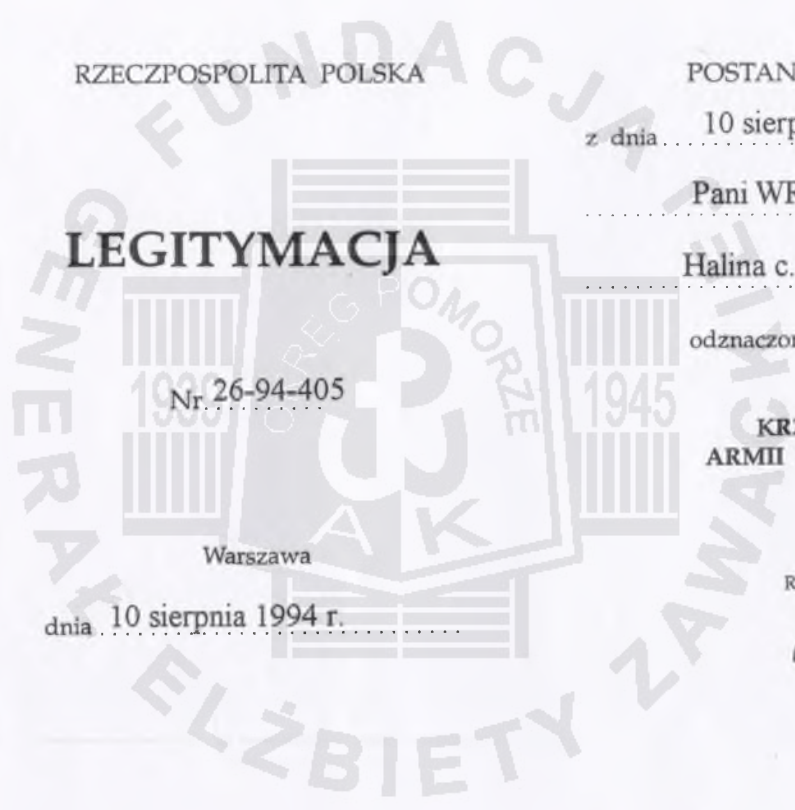 RZECZPOSPOLITA POLSKA
LEGITYMACJA
Nr. 26-94-405
Warszawa
dnia 10 sierpnia 1994 r.
POSTAN
z dnia 10 sierp
Pani WR
Halina c.
odznaczon
KRZ
ARMII
R
FUNDACJA GENERAŁ ELŻBIETY ZAWACKIEJ
OKRĘG POMORZE
1939 1945
AK